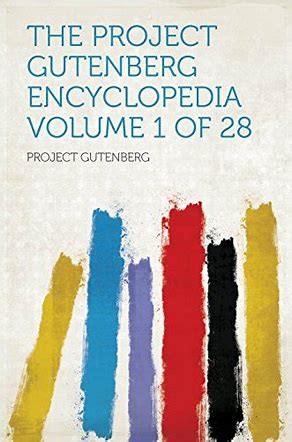 THE PROJECT
GUTENBERG
ENCYCLOPEDIA
VOLUME 1 OF 28
PROJECT GUTENBERG